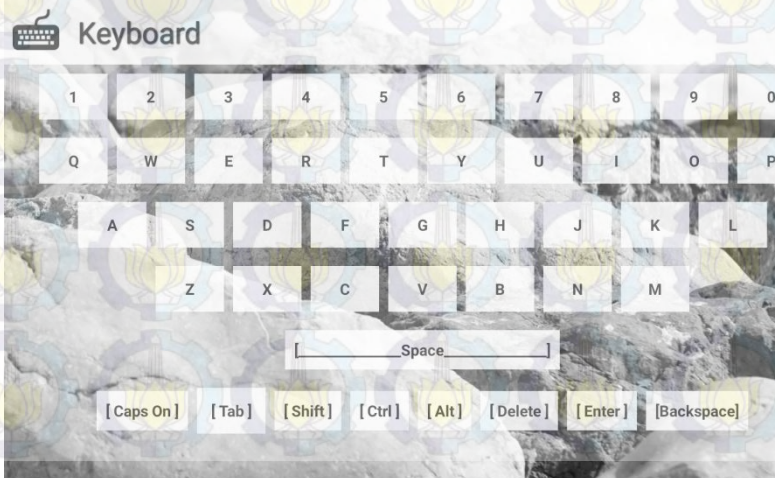 Keyboard
1 2 3 4 5 6 7 8 9 0
Q W E R T Y U I O P
A S D F G H J K L
Z X C V B N M
[____________Space____________]
[ Caps On ] [ Tab ] [ Shift ] [ Ctrl ] [ Alt ] [ Delete ] [ Enter ] [Backspace]